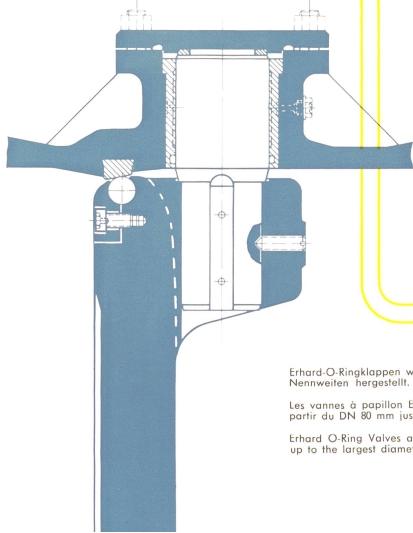 Erhard-O-Ringklappen w
Nennweiten hergestellt.
Les vannes à papillon E
partir du DN 80 mm jus
Erhard O-Ring Valves a
up to the largest diamet